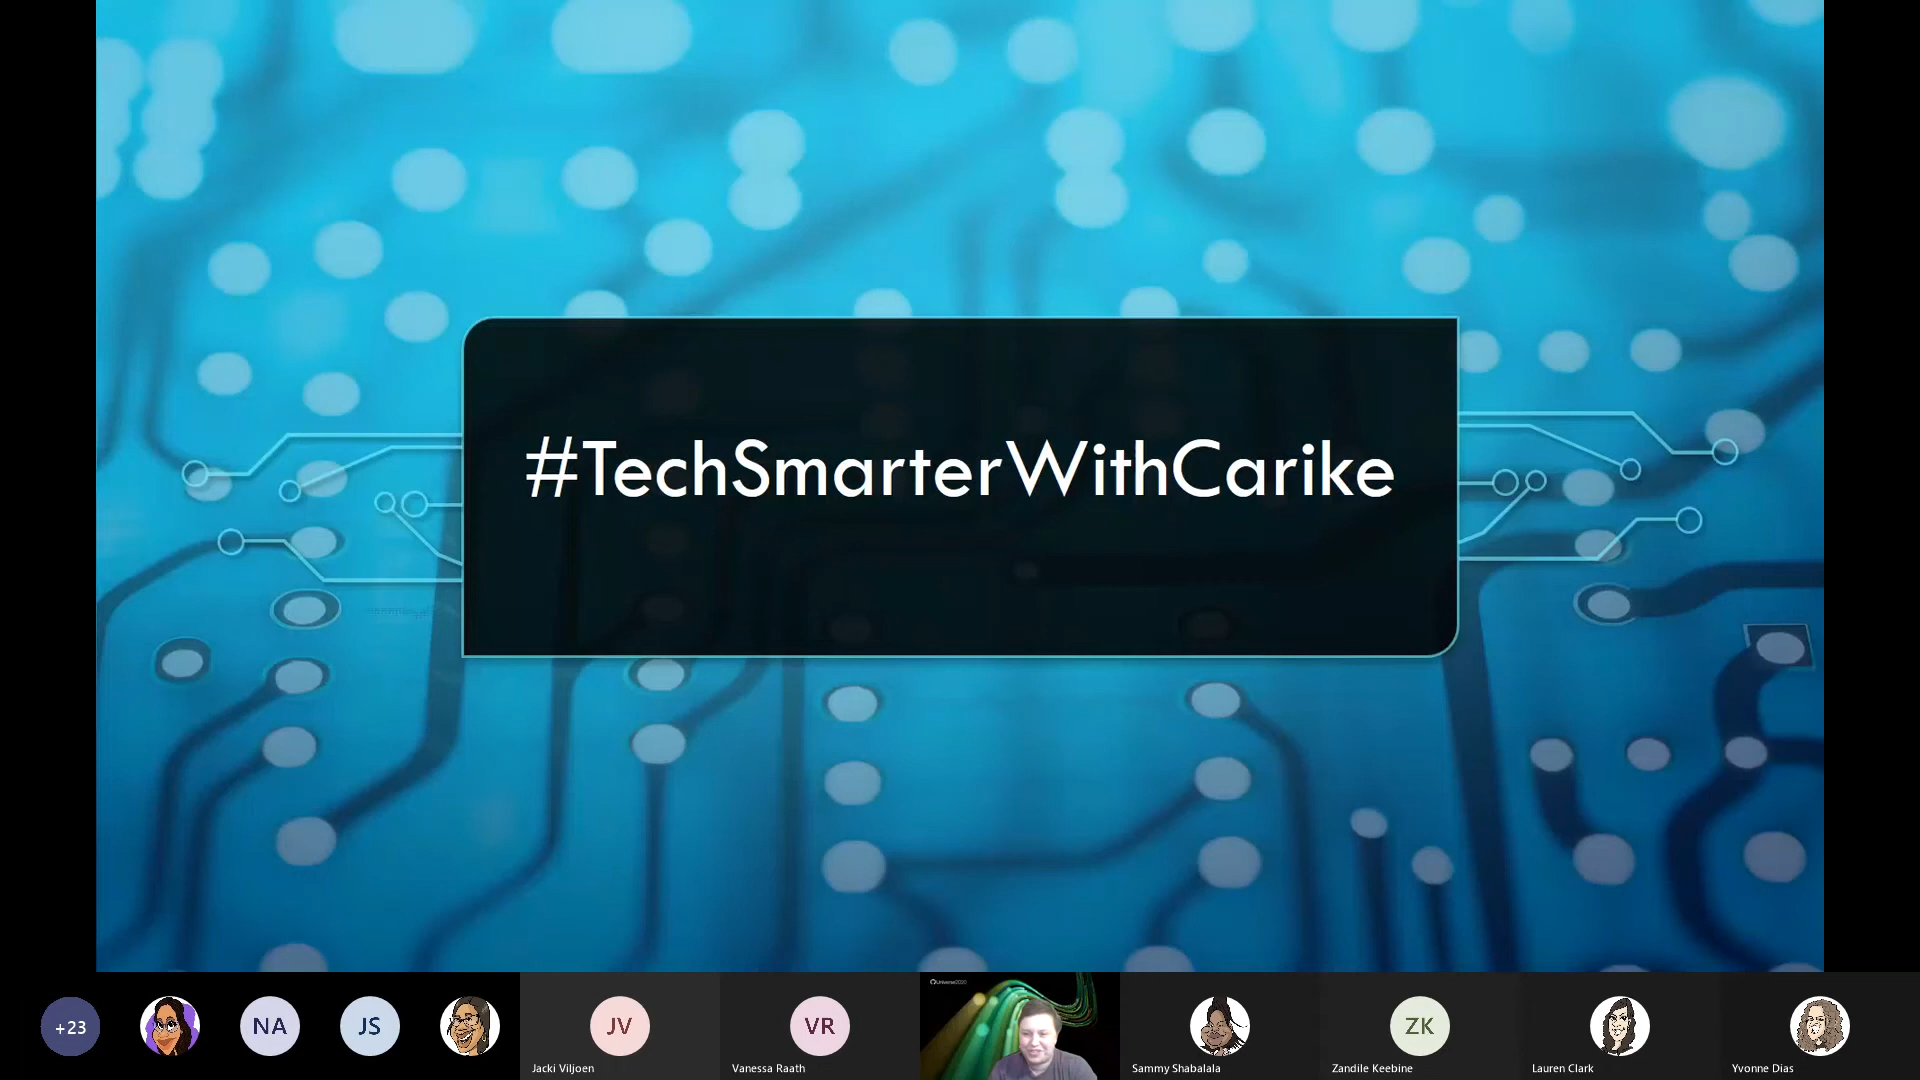 #TechSmarterWithCarike
Universe2020
+23
NA
JS
JV
VR
ZK
Jacki Viljoen
Vanessa Raath
Sammy Shabalala
Zandile Keebine
Lauren Clark
Yvonne Dias